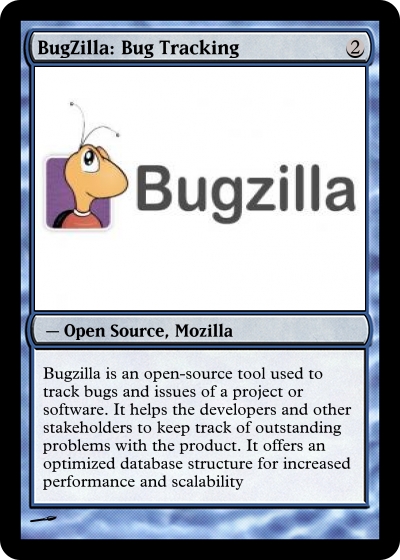 BugZilla: Bug Tracking 2
Bugzilla
— Open Source, Mozilla
Bugzilla is an open-source tool used to
track bugs and issues of a project or
software. It helps the developers and other
stakeholders to keep track of outstanding
problems with the product. It offers an
optimized database structure for increased
performance and scalability